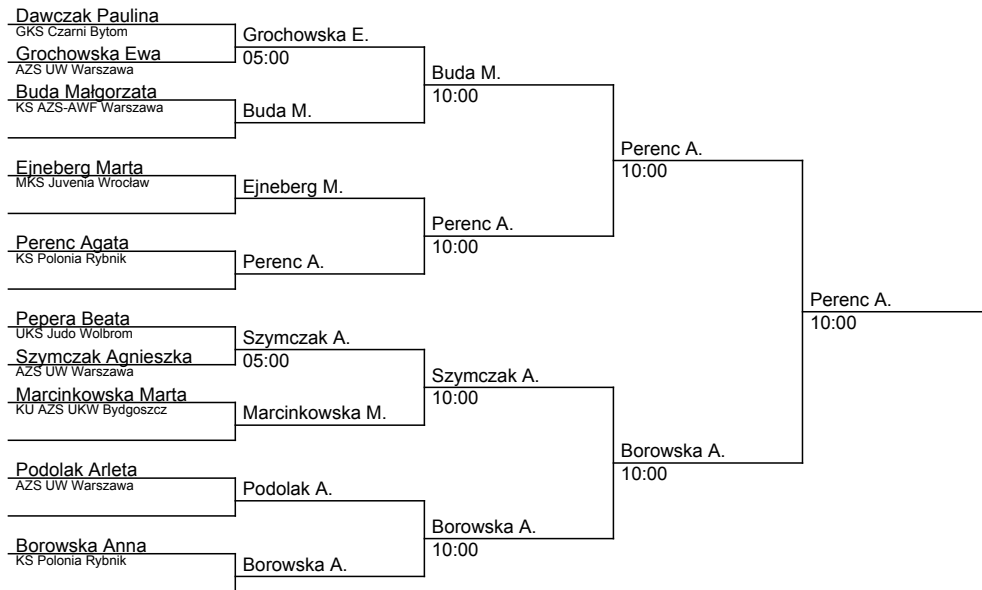 Dawczak Paulina
GKS Czarni Bytom
Grochowska E.
05:00
Grochowska Ewa
AZS UW Warszawa
Buda M.
10:00
Buda Małgorzata
KS AZS-AWF Warszawa
Buda M.
Perenc A.
10:00
Ejneberg Marta
MKS Juvenia Wrocław
Ejneberg M.
Perenc A.
10:00
Perenc Agata
KS Polonia Rybnik
Perenc A.
Perenc A.
10:00
Pepera Beata
UKS Judo Wolbrom
Szymczak A.
05:00
Szymczak Agnieszka
AZS UW Warszawa
Szymczak A.
10:00
Marcinkowska Marta
KU AZS UKW Bydgoszcz
Marcinkowska M.
Borowska A.
10:00
Podolak Arleta
AZS UW Warszawa
Podolak A.
Borowska A.
10:00
Borowska Anna
KS Polonia Rybnik
Borowska A.